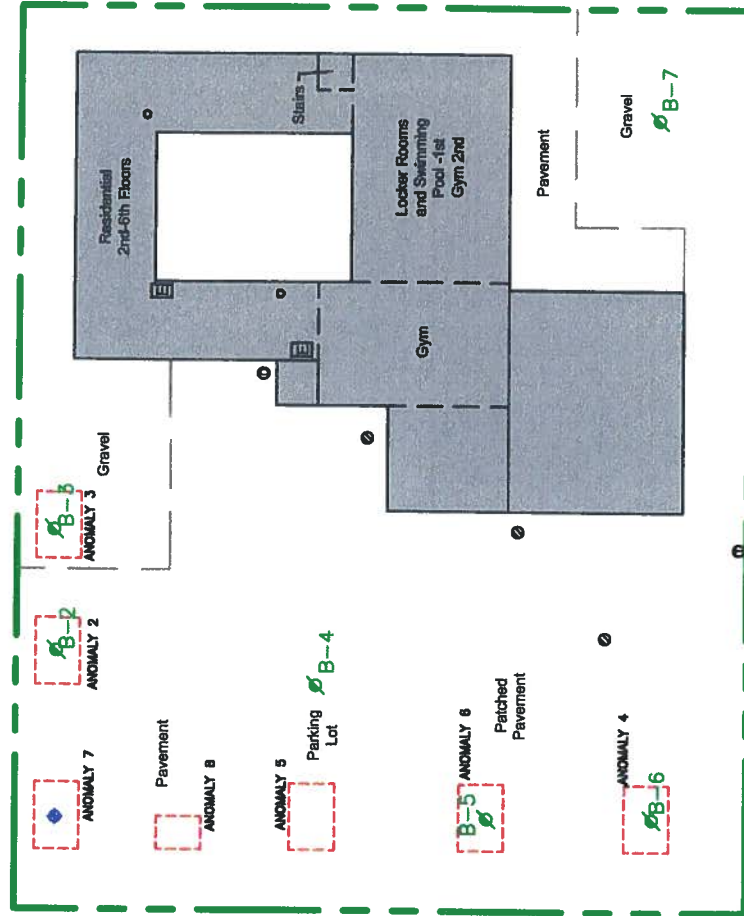 Residential
2nd-6th Floors
Stairs
Locker Rooms
and Swimming
Pool -1st
Gym 2nd
Gym
Pavement
Gravel
B-7
Gravel
B-3
ANOMALY 3
B-2
ANOMALY 2
ANOMALY 7
Pavement
ANOMALY 8
ANOMALY 5
Parking
Lot
B-4
ANOMALY 6
B-5
Patched
Pavement
ANOMALY 4
B-6
E
E